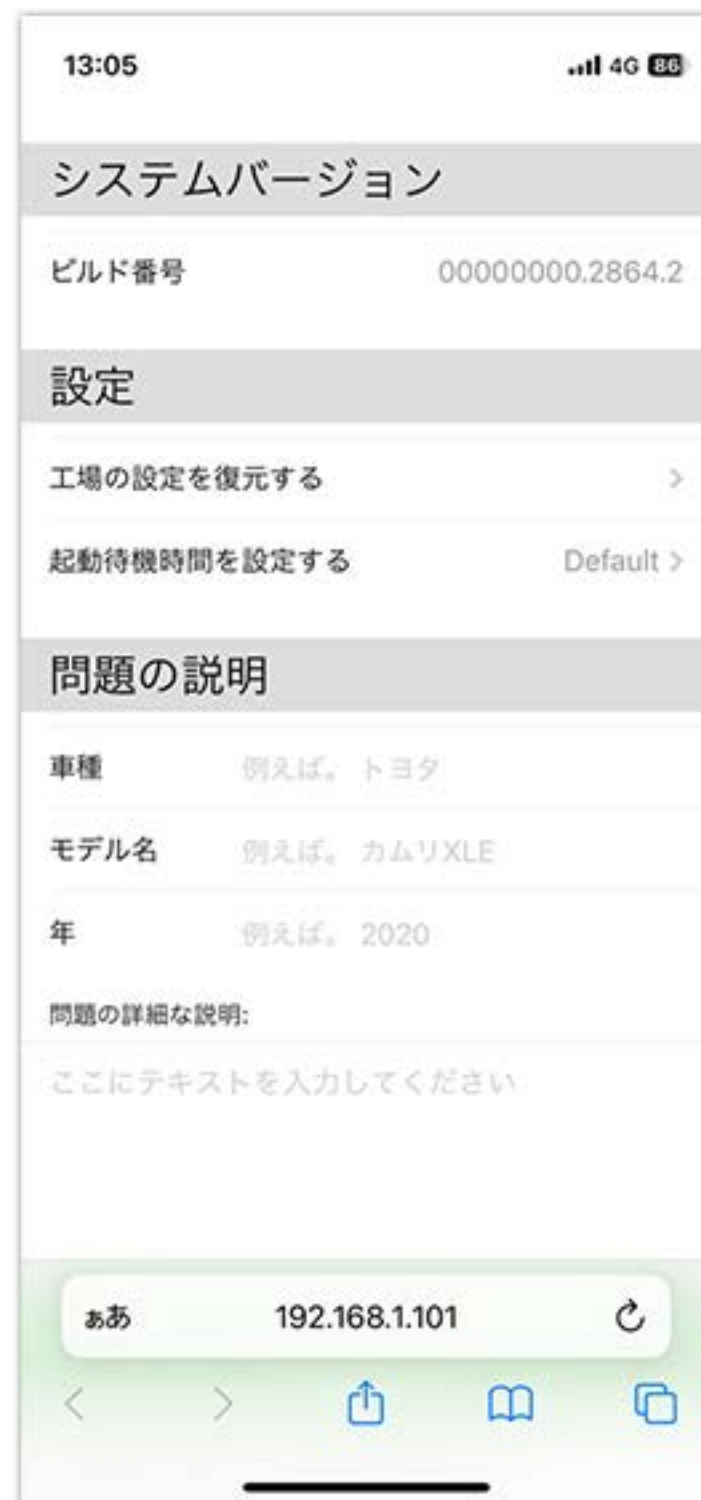 13:05
4G 86
システムバージョン
ビルド番号 00000000.2864.2
設定
工場の設定を復元する
起動待機時間を設定する Default
問題の説明
車種 例えば。 トヨタ
モデル名 例えば。 カムリXLE
年 例えば。 2020
問題の詳細な説明:
ここにテキストを入力してください
ぁあ 192.168.1.101